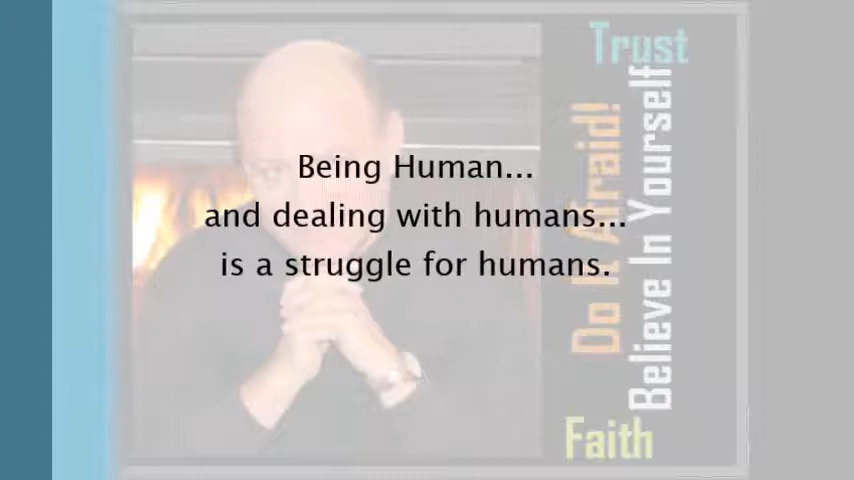 Trust
Being Human...
and dealing with humans...
is a struggle for humans.
Do It Afraid!
Believe In Yourself
Faith